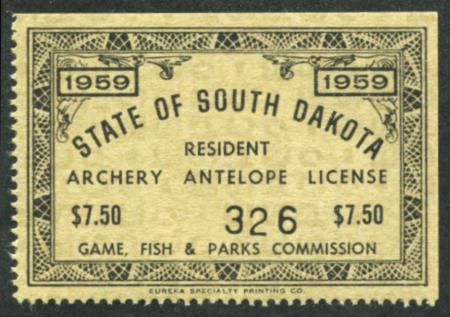 1959 1959
STATE OF SOUTH DAKOTA
RESIDENT
ARCHERY ANTELOPE LICENSE
$7.50 326 $7.50
GAME, FISH & PARKS COMMISSION
EUREKA SPECIALTY PRINTING CO.